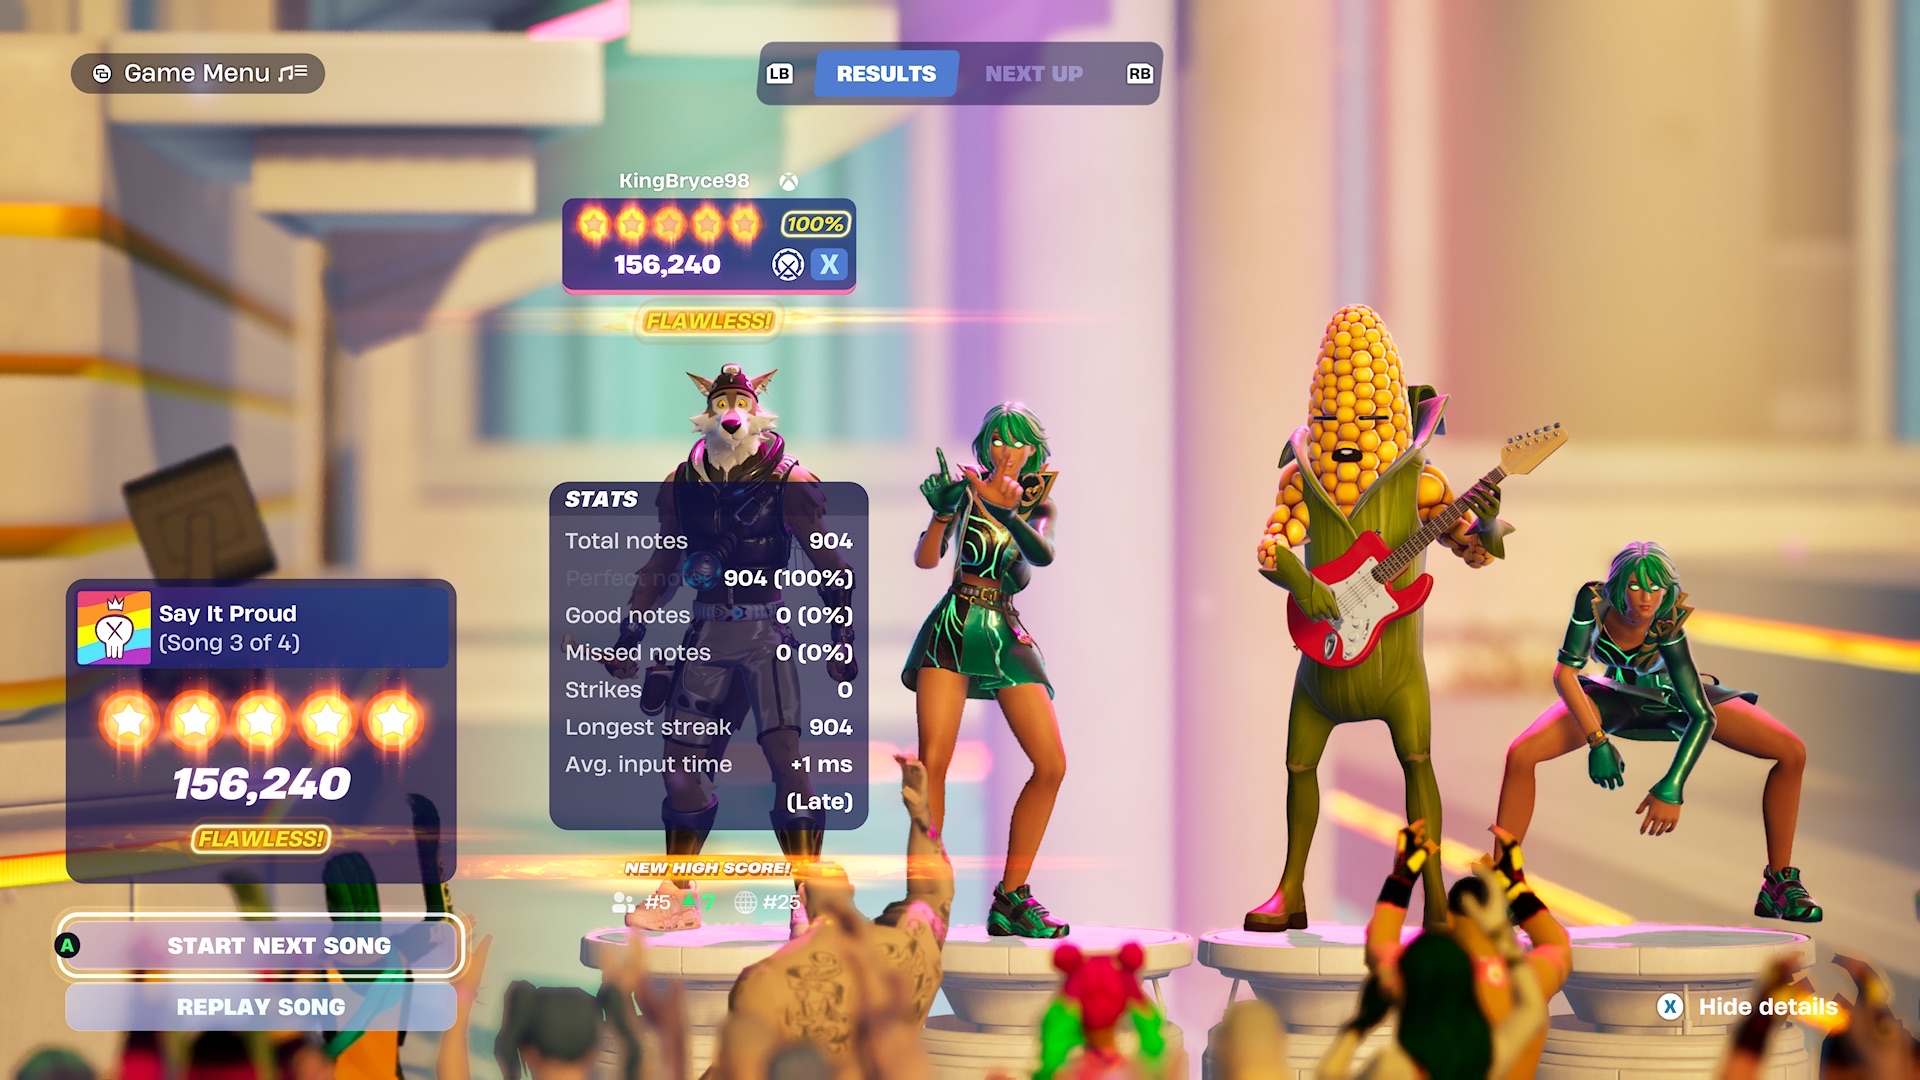 Game Menu
LB RESULTS NEXT UP RB
KingBryce98
100%
156,240 X
FLAWLESS!
STATS
Total notes 904
Perfect notes 904 (100%)
Good notes 0 (0%)
Missed notes 0 (0%)
Strikes 0
Longest streak 904
Avg. input time +1 ms
(Late)
NEW HIGH SCORE!
#5 7 #25
Say It Proud
(Song 3 of 4)
156,240
FLAWLESS!
A START NEXT SONG
REPLAY SONG
X Hide details